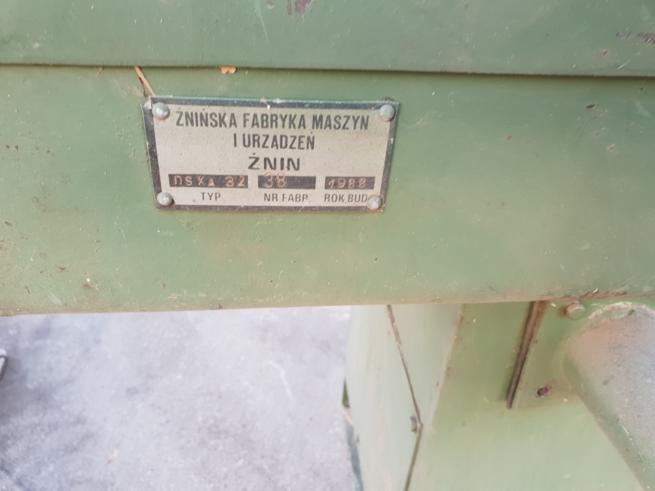 ŻNIŃSKA FABRYKA MASZYN
I URZĄDZEŃ
ŻNIN
DSXA 32 38 1988
TYP NR FABR. ROK BUD.